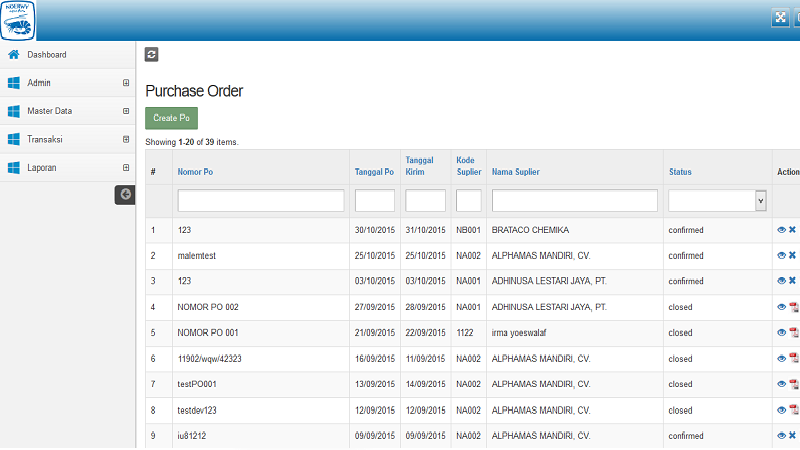 Dashboard
Admin
Master Data
Transaksi
Laporan
Purchase Order
Create Po
Showing 1-20 of 39 items.
# Nomor Po Tanggal Po Tanggal Kirim Kode Suplier Nama Suplier Status Action
1 123 30/10/2015 31/10/2015 NB001 BRATACO CHEMIKA confirmed
2 malemtest 25/10/2015 25/10/2015 NA002 ALPHAMAS MANDIRI, CV. confirmed
3 123 03/10/2015 03/10/2015 NA001 ADHINUSA LESTARI JAYA, PT. confirmed
4 NOMOR PO 002 27/09/2015 28/09/2015 NA001 ADHINUSA LESTARI JAYA, PT. closed
5 NOMOR PO 001 21/09/2015 22/09/2015 1122 irma yoeswalaf closed
6 11902/wqw/42323 16/09/2015 11/09/2015 NA002 ALPHAMAS MANDIRI, CV. closed
7 testPO001 13/09/2015 14/09/2015 NA002 ALPHAMAS MANDIRI, CV. closed
8 testdev123 12/09/2015 12/09/2015 NA002 ALPHAMAS MANDIRI, CV. closed
9 iu81212 09/09/2015 09/09/2015 NA002 ALPHAMAS MANDIRI, CV. confirmed